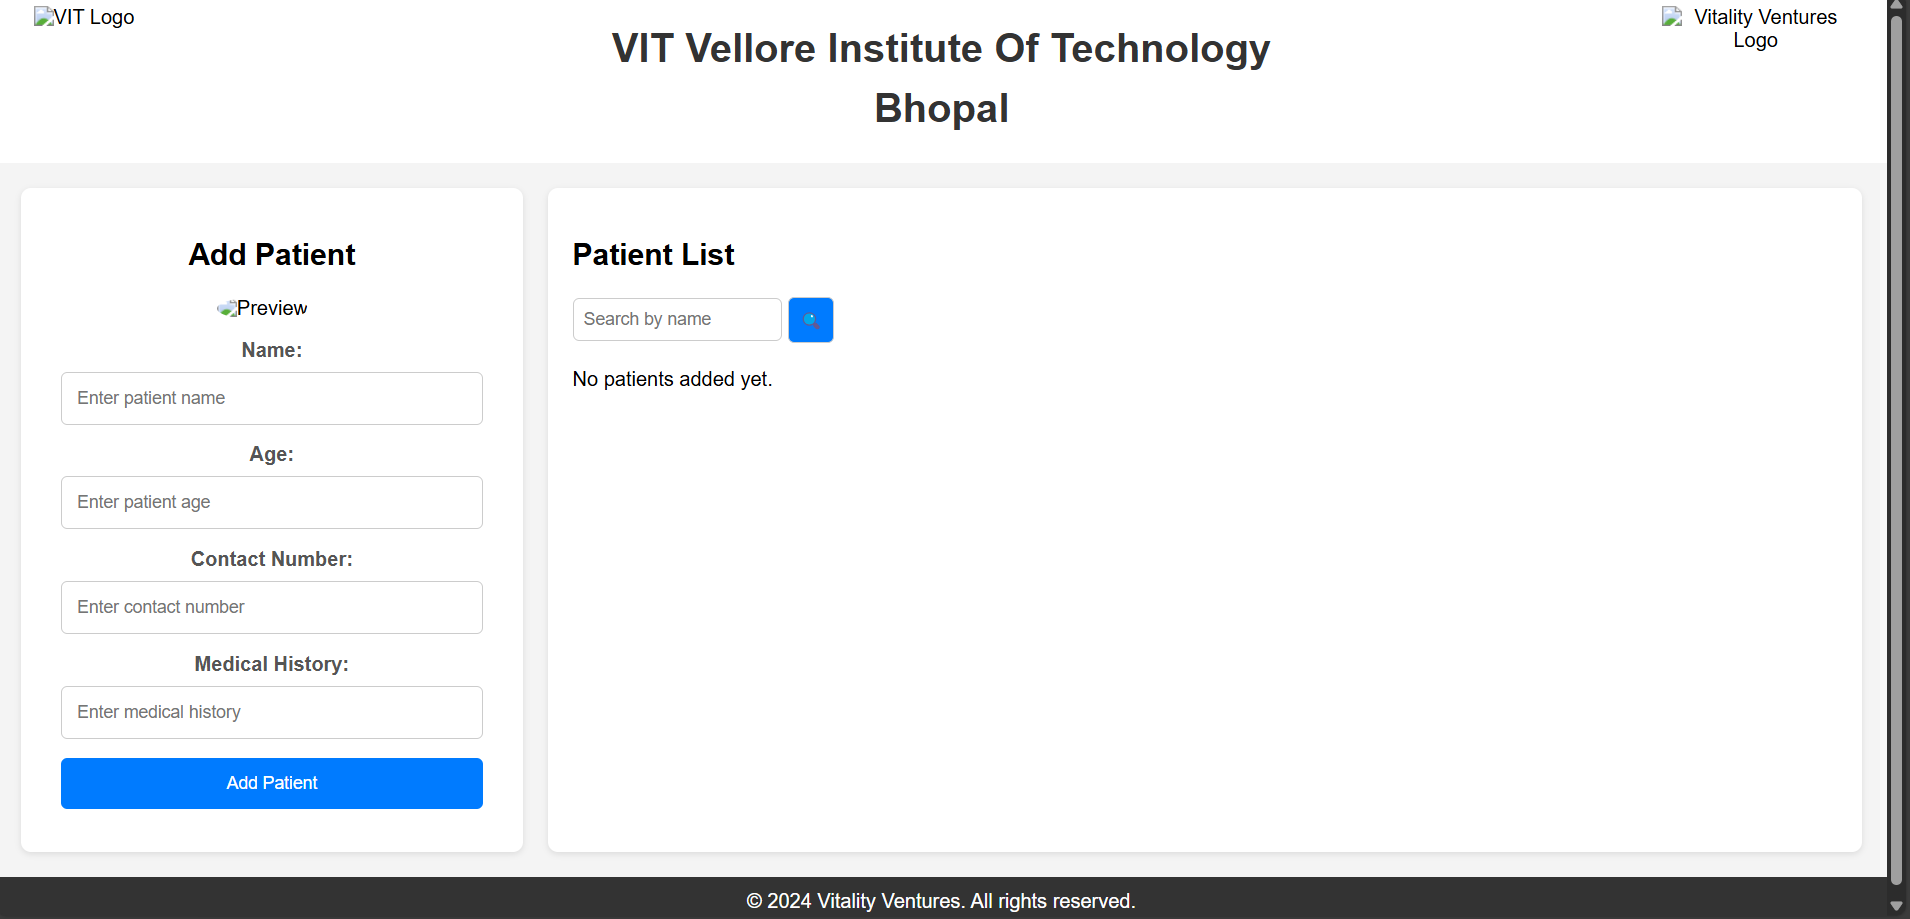 VIT Logo
VIT Vellore Institute Of Technology
Bhopal
Vitality Ventures
Logo
Add Patient
Preview
Name:
Enter patient name
Age:
Enter patient age
Contact Number:
Enter contact number
Medical History:
Enter medical history
Add Patient
Patient List
Search by name
No patients added yet.
© 2024 Vitality Ventures. All rights reserved.